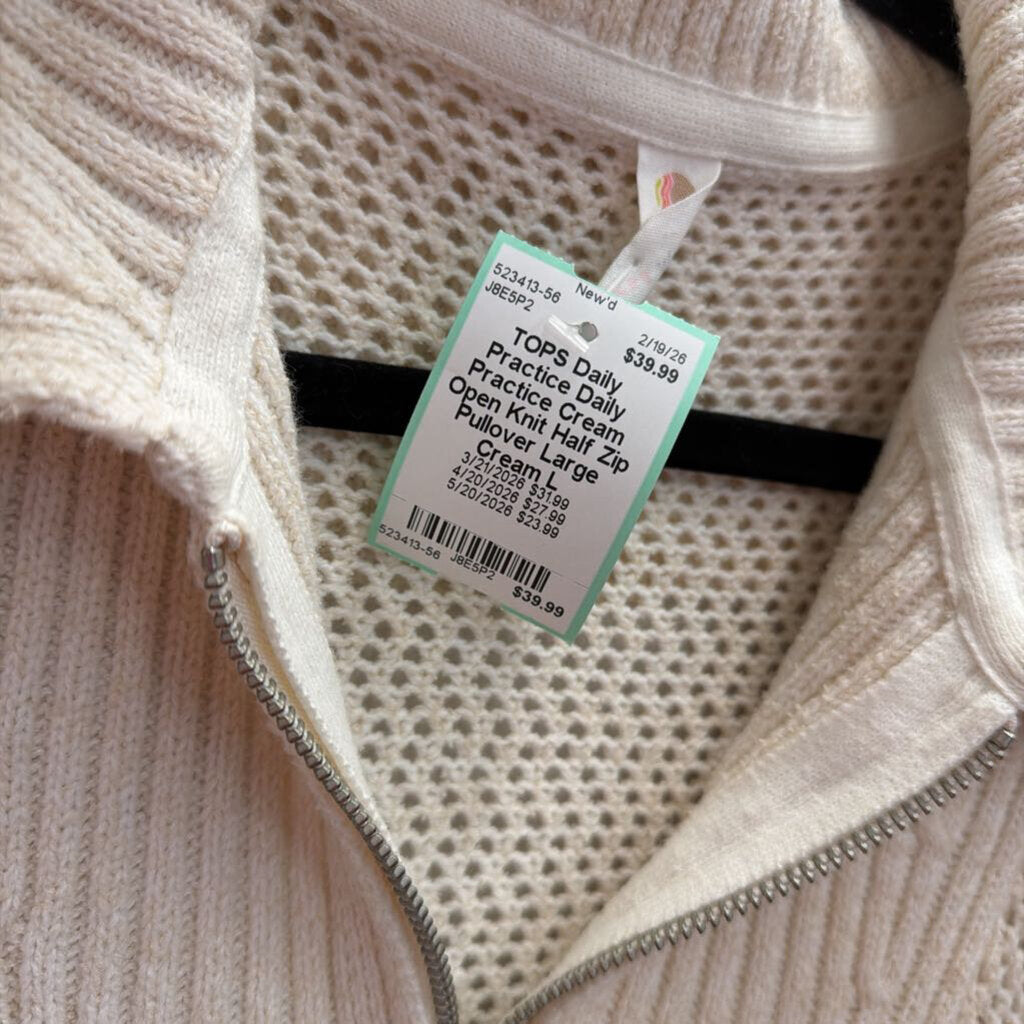 523413-56 New'd
J8E5P2 2/19/26
$39.99
TOPS Daily
Practice Daily
Practice Cream
Open Knit Half Zip
Pullover Large
Cream L
3/21/2026 $31.99
4/20/2026 $27.99
5/20/2026 $23.99
523413-56 J8E5P2
$39.99